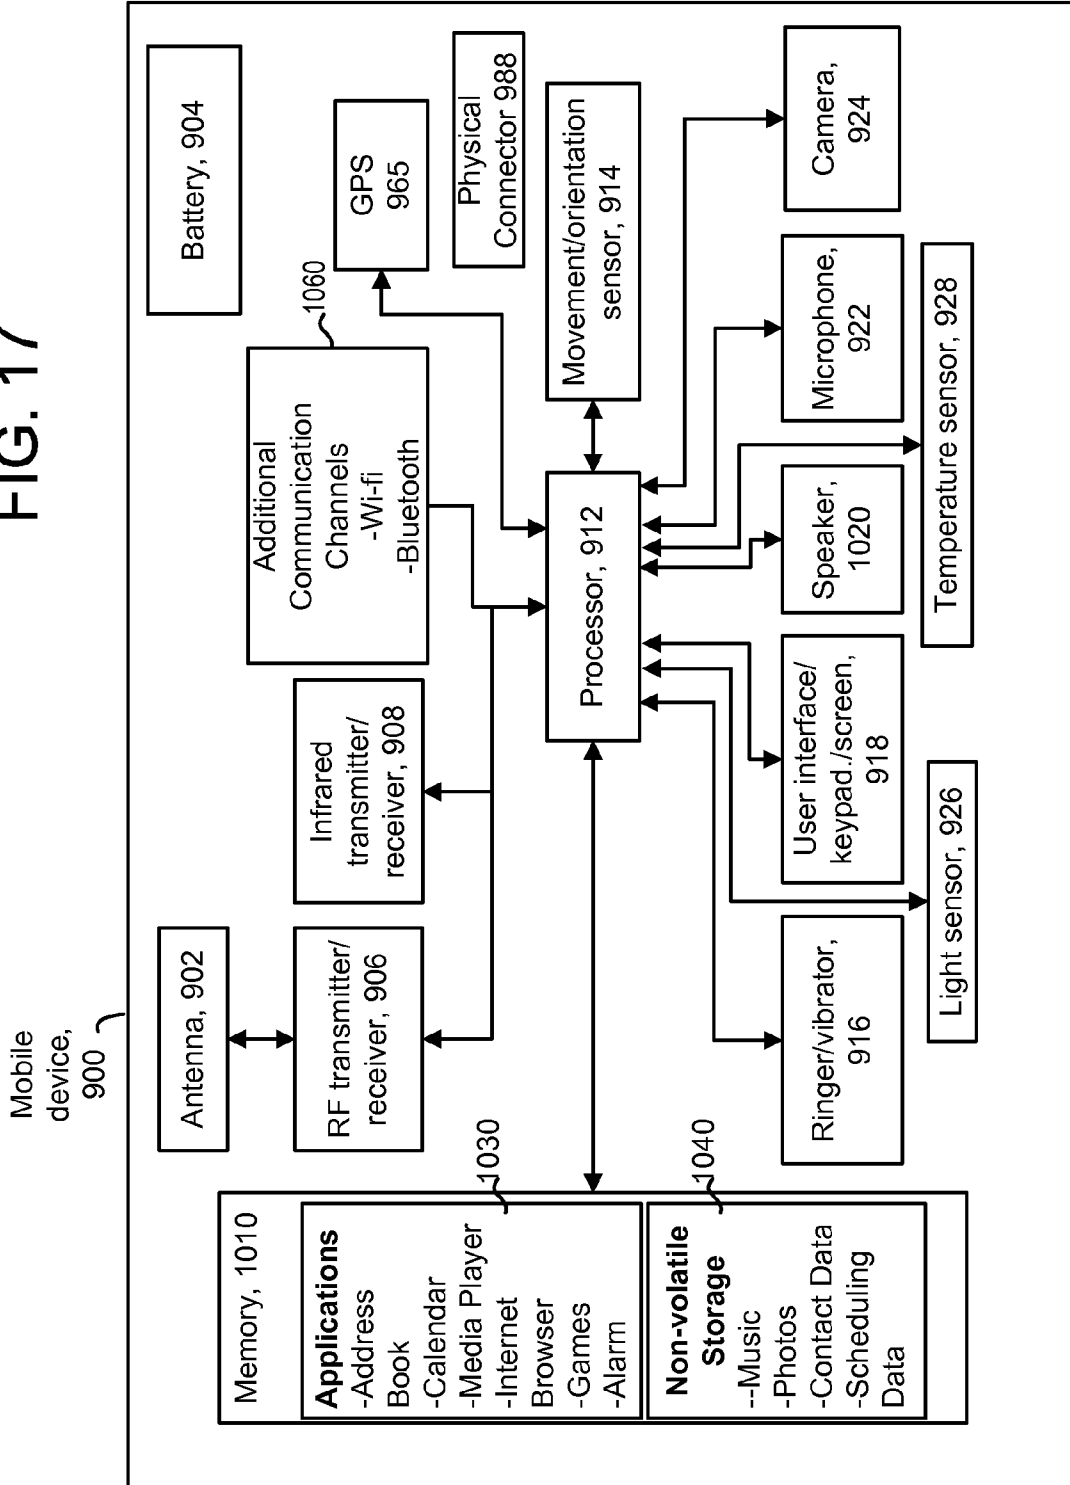 FIG. 17
Mobile
device,
900
Antenna, 902
Battery, 904
RF transmitter/
receiver, 906
Infrared
transmitter/
receiver, 908
Additional
Communication
Channels
-Wi-fi
-Bluetooth
1060
GPS
965
Physical
Connector 988
Memory, 1010
Applications
-Address
Book
-Calendar
-Media Player
-Internet
Browser
-Games
-Alarm
1030
Non-volatile
Storage
--Music
-Photos
-Contact Data
-Scheduling
Data
1040
Processor, 912
Movement/orientation
sensor, 914
Ringer/vibrator,
916
User interface/
keypad./screen,
918
Speaker,
1020
Microphone,
922
Camera,
924
Light sensor, 926
Temperature sensor, 928